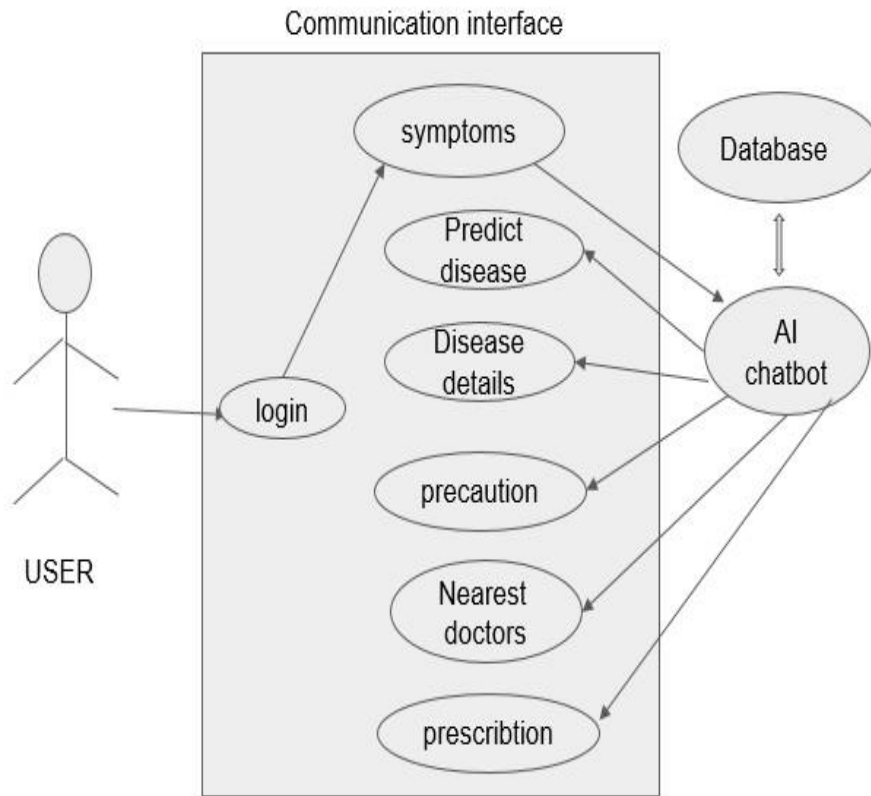 Communication interface
symptoms
Database
Predict
disease
AI
chatbot
Disease
details
login
precaution
USER
Nearest
doctors
prescribtion